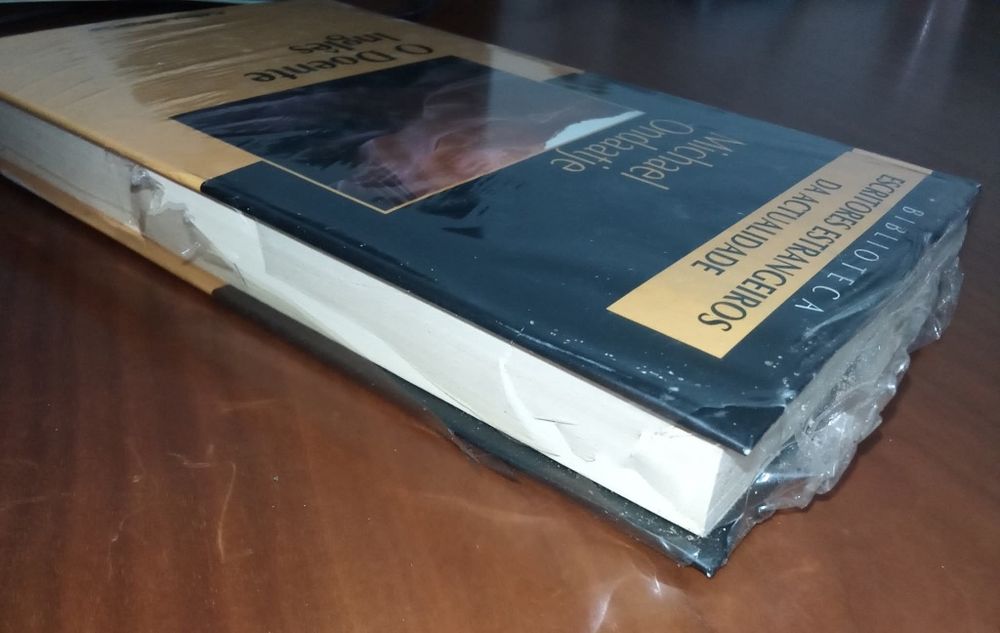 BIBLIOTECA
ESCRITORES ESTRANGEIROS
DA ACTUALIDADE
Michael
Ondaatje
O Doente
Inglês